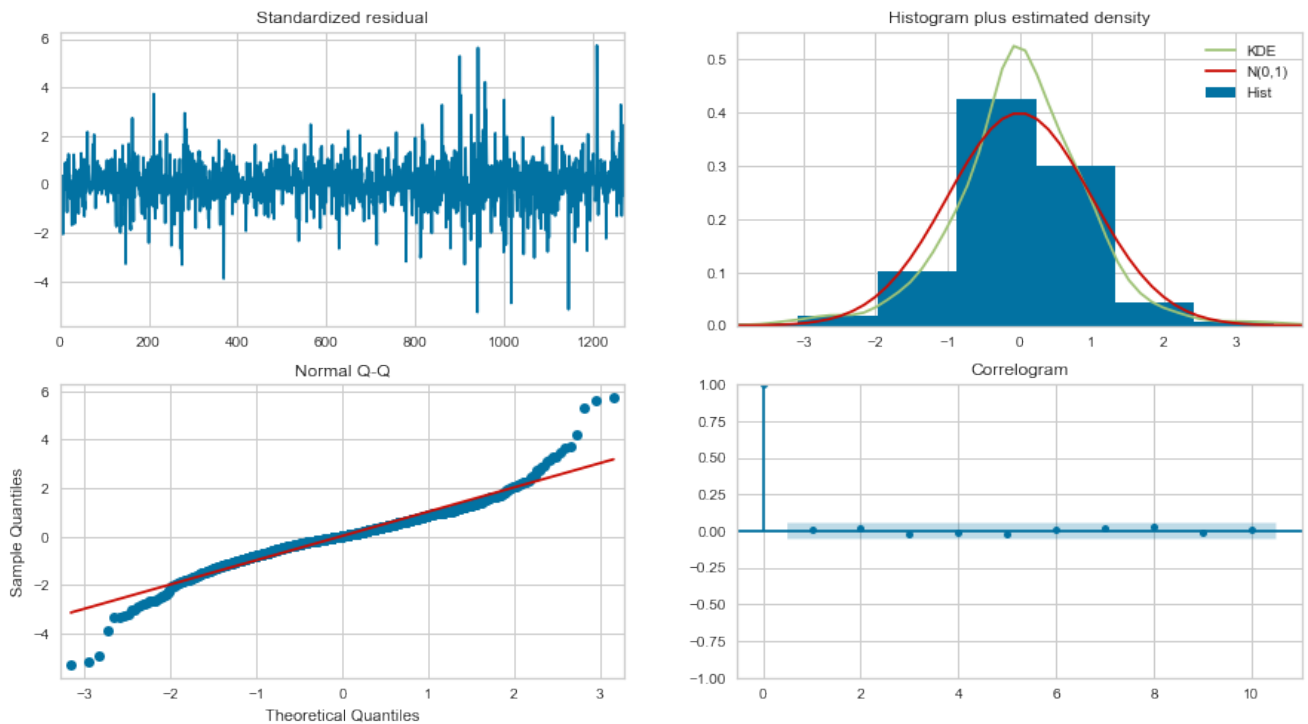 Standardized residual
6
4
2
0
−2
−4
0 200 400 600 800 1000 1200
Histogram plus estimated density
0.5
0.4
0.3
0.2
0.1
0.0
KDE
N(0,1)
Hist
−3 −2 −1 0 1 2 3
Normal Q-Q
Sample Quantiles
6
4
2
0
−2
−4
−3 −2 −1 0 1 2 3
Theoretical Quantiles
Correlogram
1.00
0.75
0.50
0.25
0.00
−0.25
−0.50
−0.75
−1.00
0 2 4 6 8 10